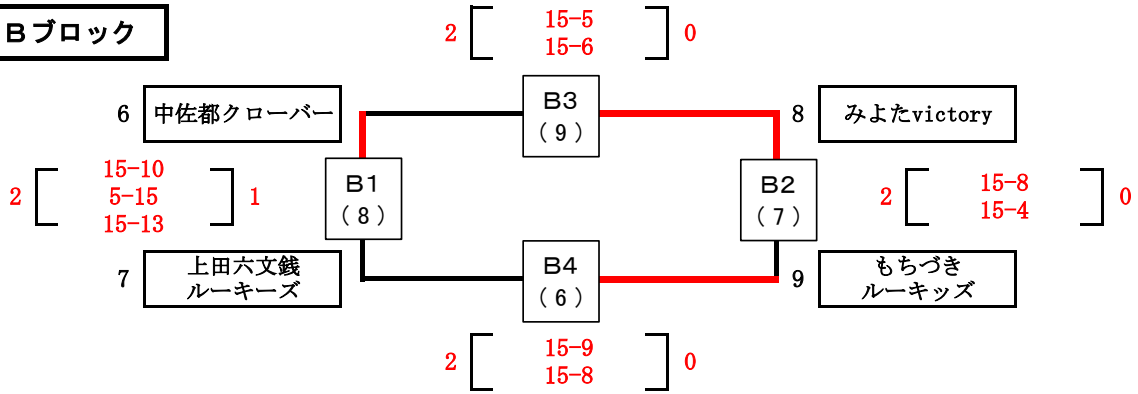 Bブロック
2 15-5 0
15-6
6 中佐都クローバー
B3
(9)
8 みよたvictory
2 15-10 1
5-15
15-13
B1
(8)
B2
(7)
2 15-8 0
15-4
7 上田六文銭
ルーキーズ
B4
(6)
9 もちづき
ルーキッズ
2 15-9 0
15-8